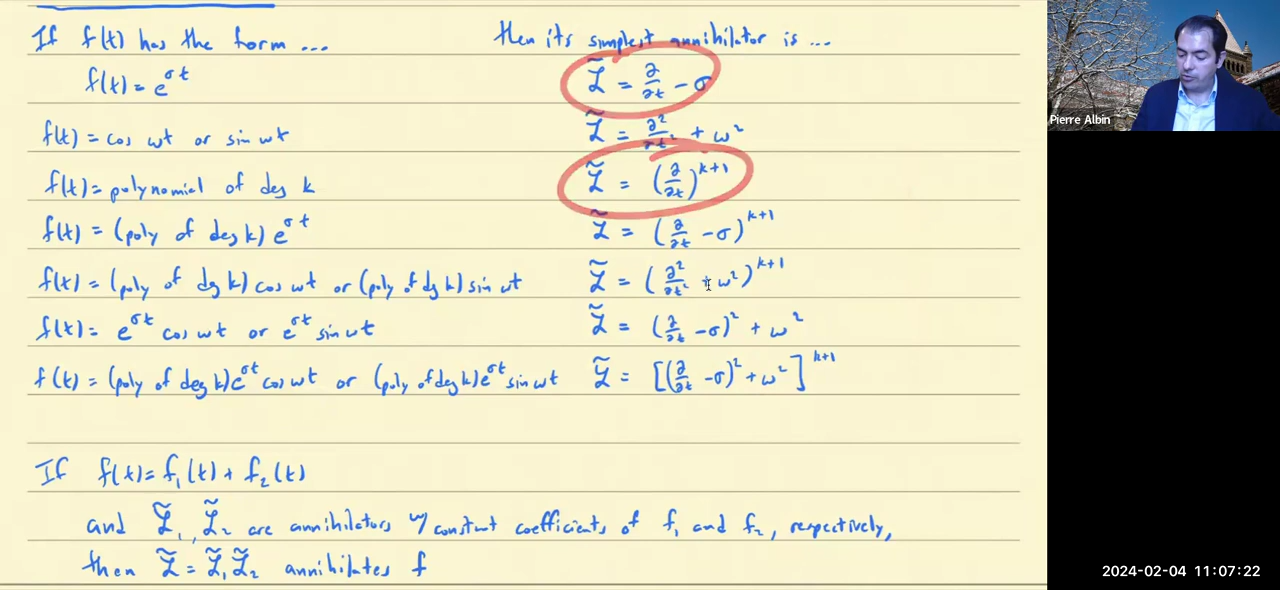 If f(t) has the form ... then its simplest annihilator is ...
f(t) = e^{σt} ℒ̃ = ∂/∂t - σ
f(t) = cos ωt or sin ωt ℒ̃ = ∂²/∂t² + ω²
f(t) = polynomial of deg k ℒ̃ = (∂/∂t)^{k+1}
f(t) = (poly of deg k) e^{σt} ℒ̃ = (∂/∂t - σ)^{k+1}
f(t) = (poly of dg k) cos ωt or (poly of dg k) sin ωt ℒ̃ = (∂²/∂t² + ω²)^{k+1}
f(t) = e^{σt} cos ωt or e^{σt} sin ωt ℒ̃ = (∂/∂t - σ)² + ω²
f(t) = (poly of deg k) e^{σt} cos ωt or (poly of deg k) e^{σt} sin ωt ℒ̃ = [(∂/∂t - σ)² + ω²]^{k+1}
If f(t) = f₁(t) + f₂(t)
and ℒ̃₁, ℒ̃₂ are annihilators w/ constant coefficients of f₁ and f₂, respectively,
then ℒ̃ = ℒ̃₁ ℒ̃₂ annihilates f
Pierre Albin
2024-02-04 11:07:22